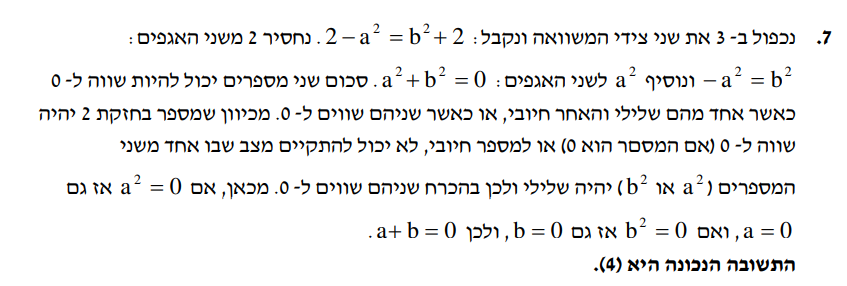 7. נכפול ב- 3 את שני צידי המשוואה ונקבל: 2 − a² = b² + 2. נחסיר 2 משני האגפים:
−a² = b² ונוסיף a² לשני האגפים: a² + b² = 0. סכום שני מספרים יכול להיות שווה ל- 0
כאשר אחד מהם שלילי והאחר חיובי, או כאשר שניהם שווים ל- 0. מכיוון שמספר בחזקת 2 יהיה
שווה ל- 0 (אם המססר הוא 0) או למספר חיובי, לא יכול להתקיים מצב שבו אחד משני
המספרים (a² או b²) יהיה שלילי ולכן בהכרח שניהם שווים ל- 0. מכאן, אם a² = 0 אז גם
a = 0, ואם b² = 0 אז גם b = 0, ולכן a + b = 0.
התשובה הנכונה היא (4).